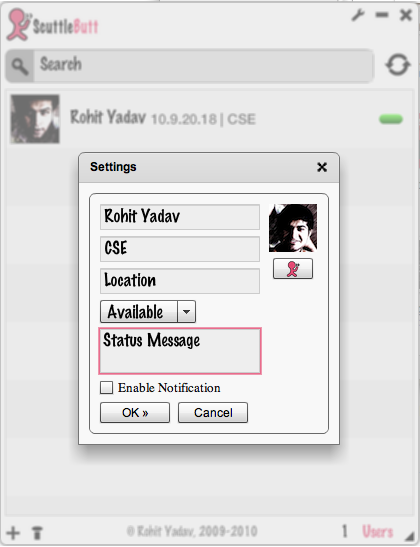 ScuttleButt
Search
Rohit Yadav 10.9.20.18 | CSE
Settings
Rohit Yadav
CSE
Location
Available
Status Message
Enable Notification
OK »
Cancel
© Rohit Yadav, 2009-2010
1 Users